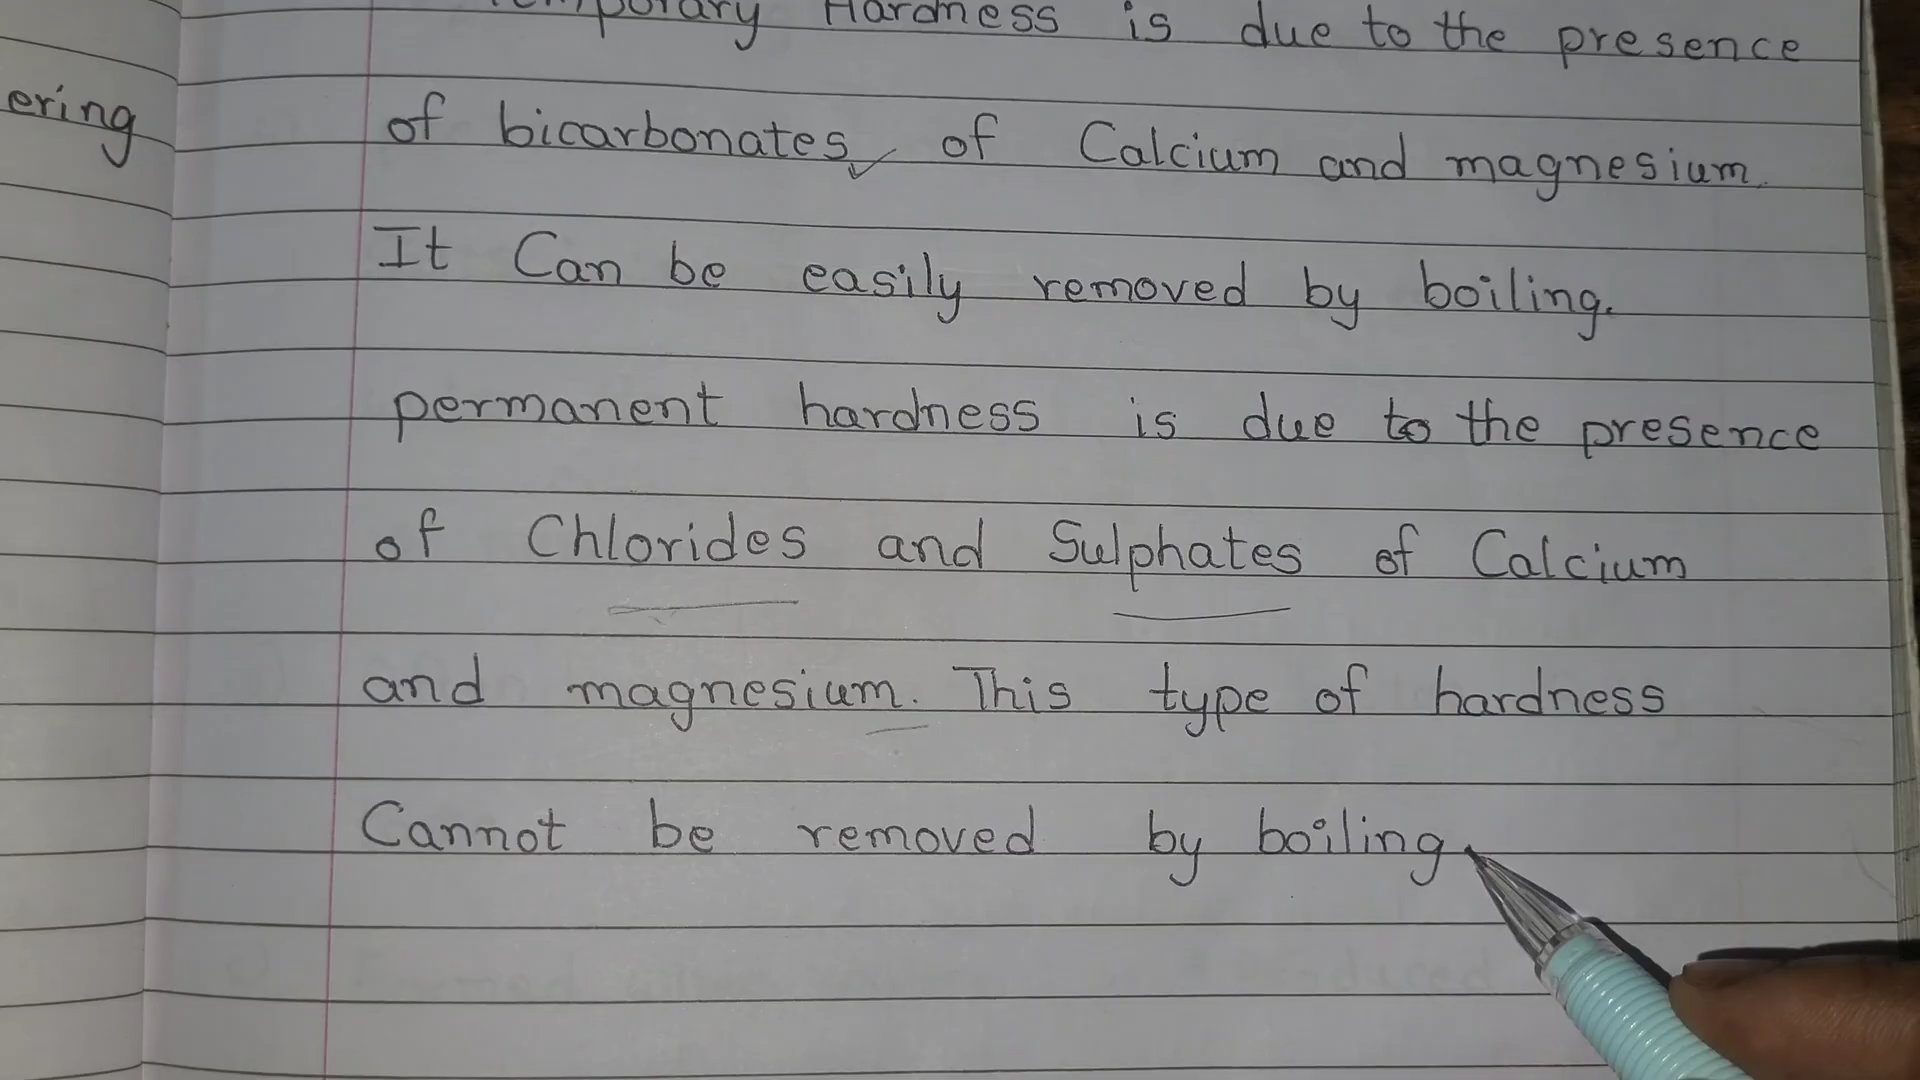 Temporary Hardness is due to the presence
ering
of bicarbonates of Calcium and magnesium.
It Can be easily removed by boiling.
permanent hardness is due to the presence
of Chlorides and Sulphates of Calcium
and magnesium. This type of hardness
Cannot be removed by boiling